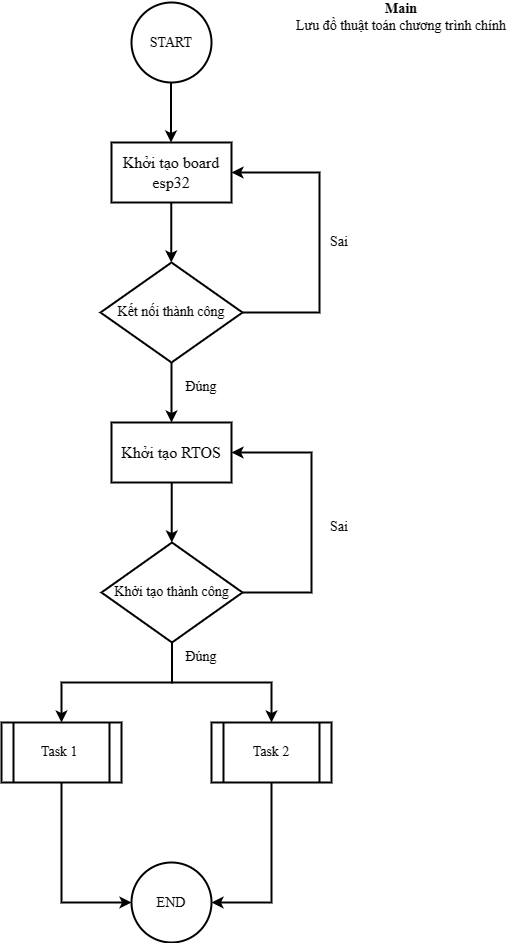 Main
Lưu đồ thuật toán chương trình chính
START
Khởi tạo board
esp32
Sai
Kết nối thành công
Đúng
Khởi tạo RTOS
Sai
Khởi tạo thành công
Đúng
Task 1
Task 2
END